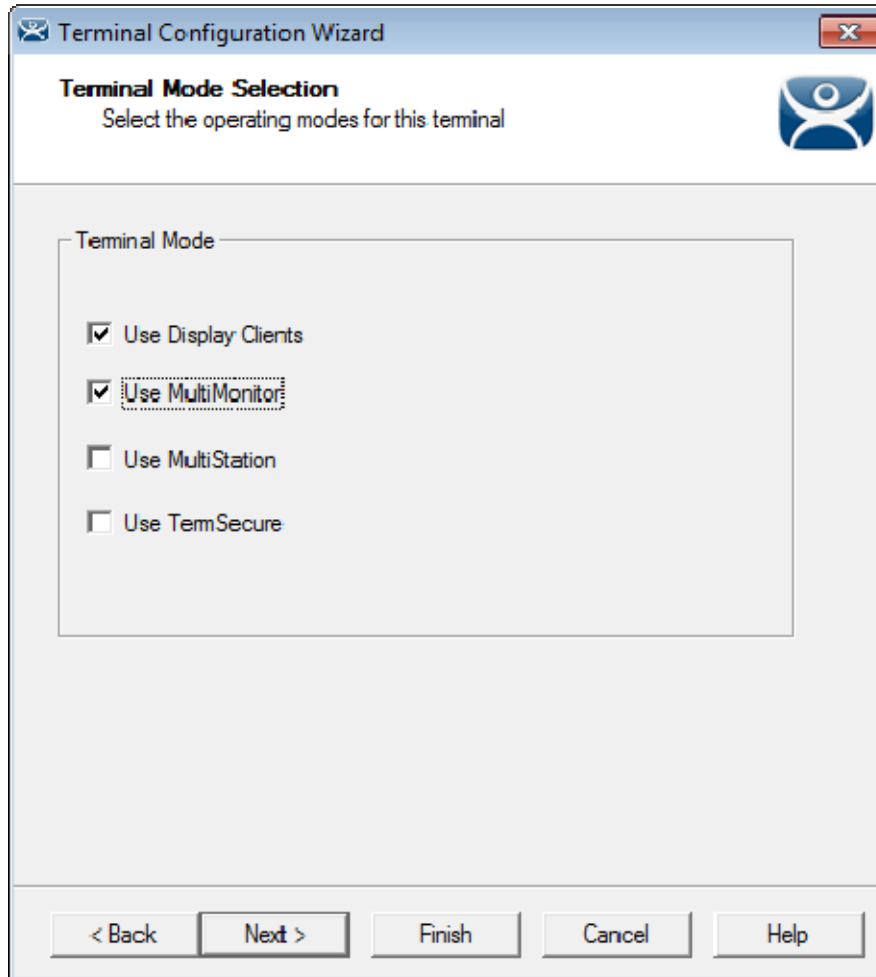 Terminal Configuration Wizard
Terminal Mode Selection
Select the operating modes for this terminal
Terminal Mode
Use Display Clients
Use MultiMonitor
Use MultiStation
Use TermSecure
< Back Next > Finish Cancel Help